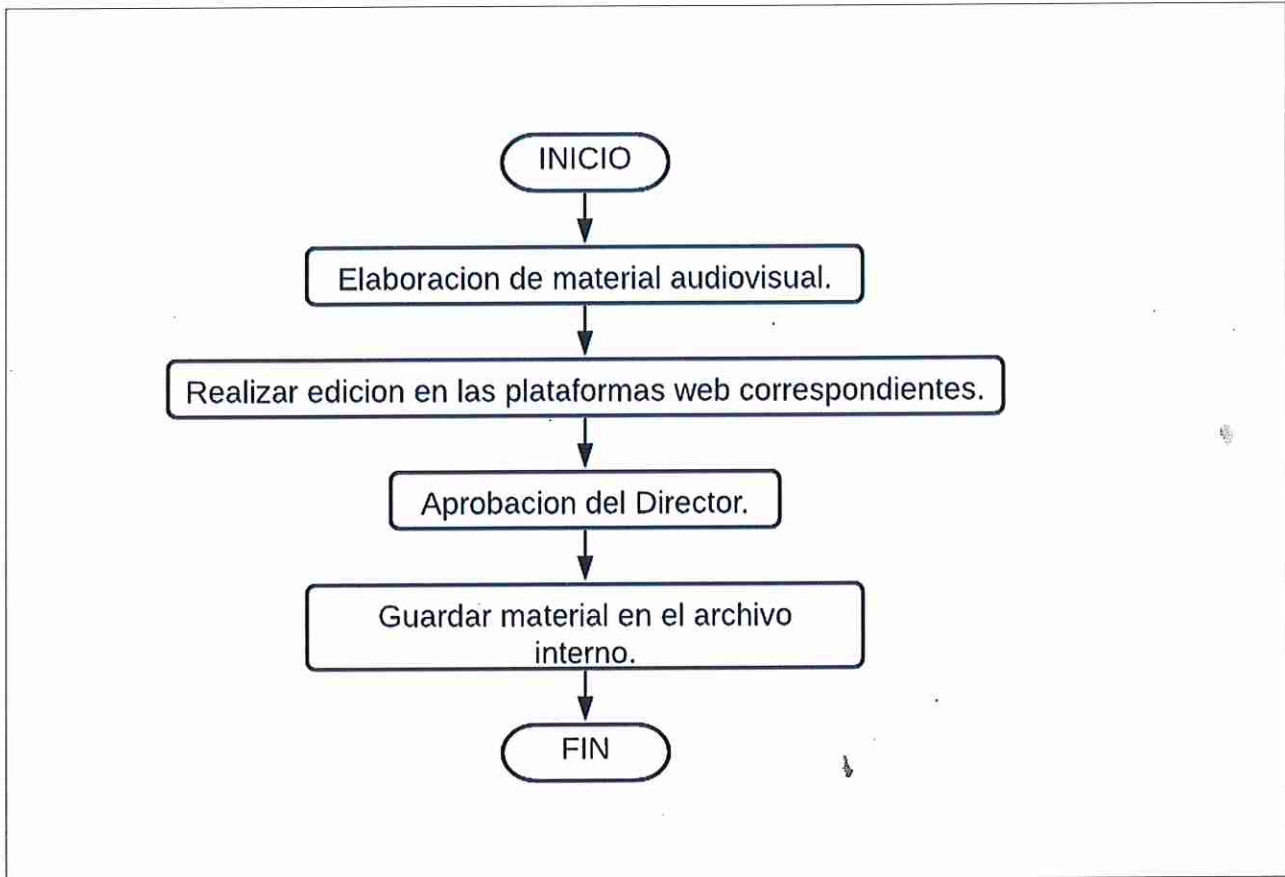 INICIO
Elaboracion de material audiovisual.
Realizar edicion en las plataformas web correspondientes.
Aprobacion del Director.
Guardar material en el archivo
interno.
FIN